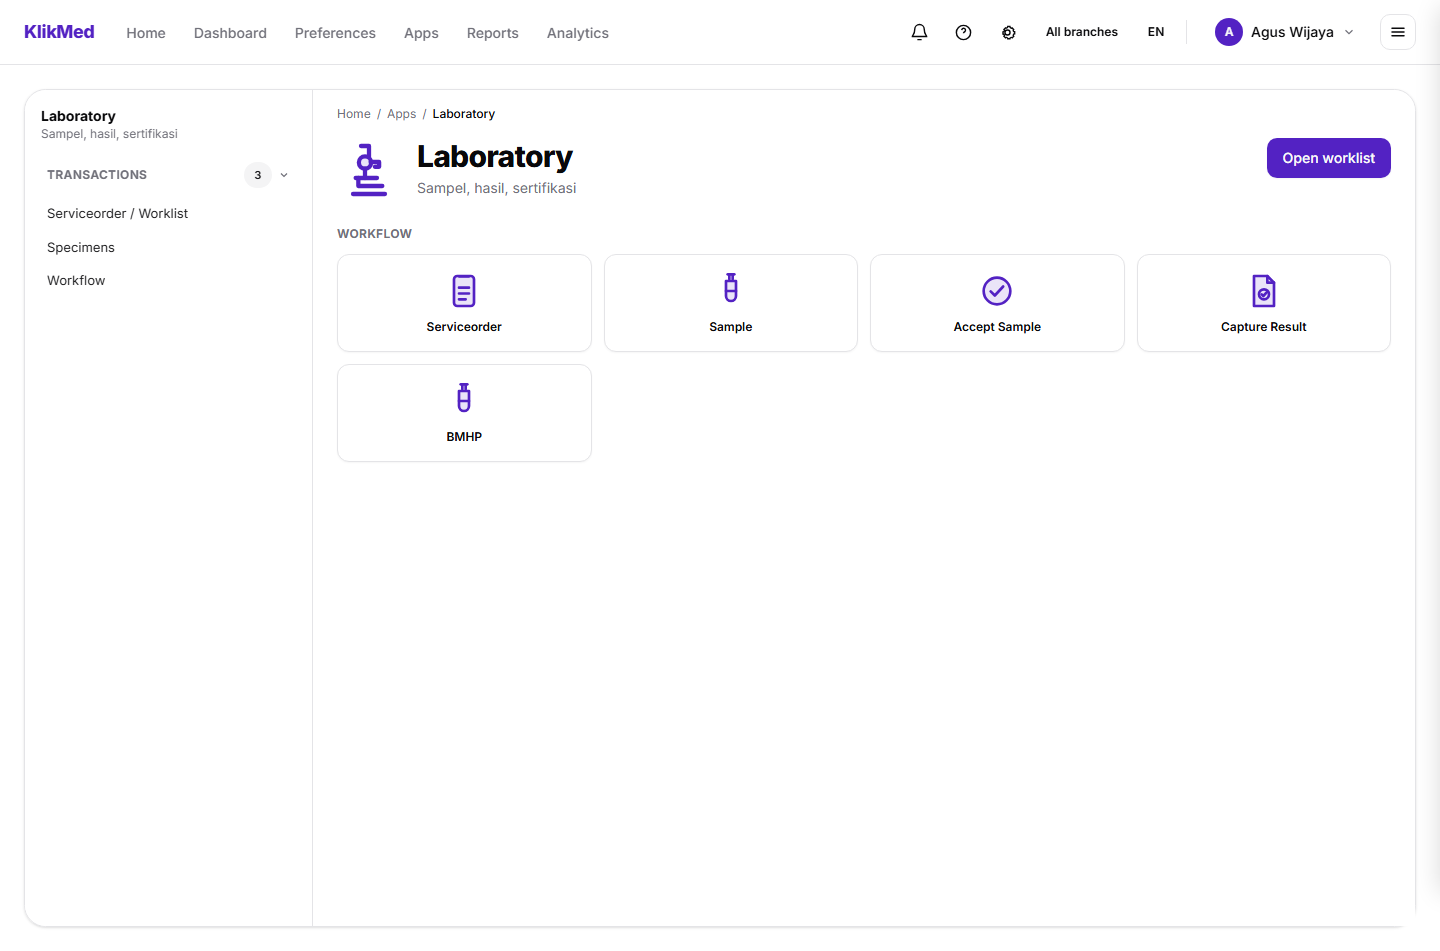 KlikMed
Home
Dashboard
Preferences
Apps
Reports
Analytics
All branches
EN
A
Agus Wijaya
Laboratory
Sampel, hasil, sertifikasi
TRANSACTIONS
3
Serviceorder / Worklist
Specimens
Workflow
Home / Apps / Laboratory
Laboratory
Sampel, hasil, sertifikasi
Open worklist
WORKFLOW
Serviceorder
Sample
Accept Sample
Capture Result
BMHP